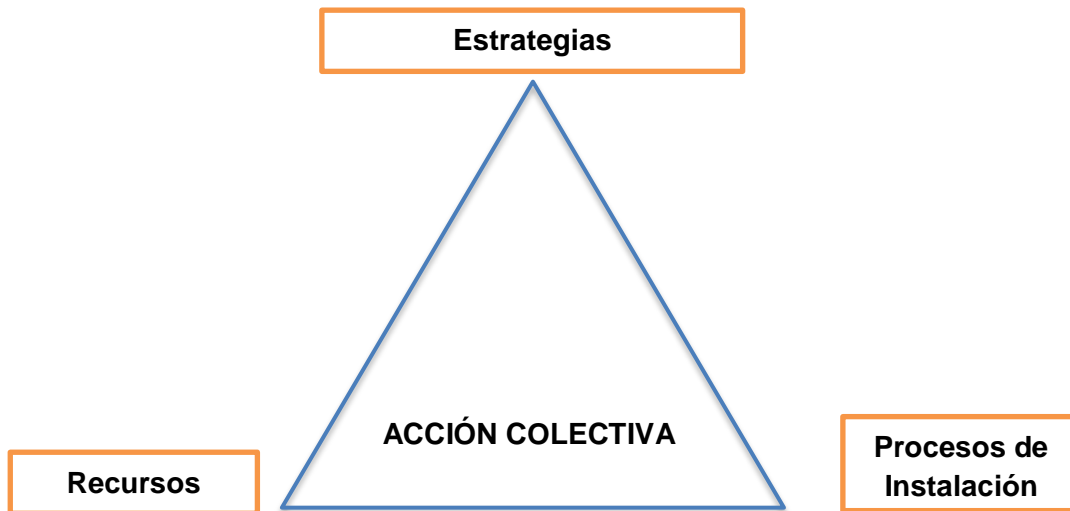 Estrategias
ACCIÓN COLECTIVA
Recursos
Procesos de
Instalación